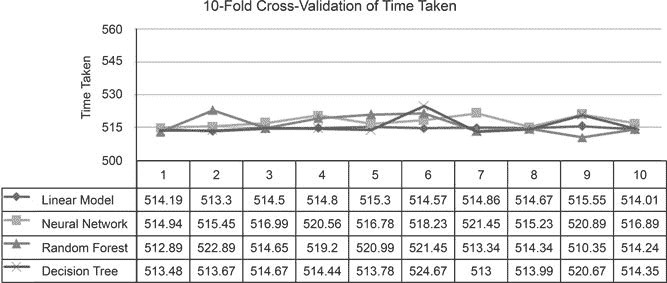 10-Fold Cross-Validation of Time Taken
560
545
530
515
500
Time Taken
1 2 3 4 5 6 7 8 9 10
Linear Model 514.19 513.3 514.5 514.8 515.3 514.57 514.86 514.67 515.55 514.01
Neural Network 514.94 515.45 516.99 520.56 516.78 518.23 521.45 515.23 520.89 516.89
Random Forest 512.89 522.89 514.65 519.2 520.99 521.45 513.34 514.34 510.35 514.24
Decision Tree 513.48 513.67 514.67 514.44 513.78 524.67 513 513.99 520.67 514.35